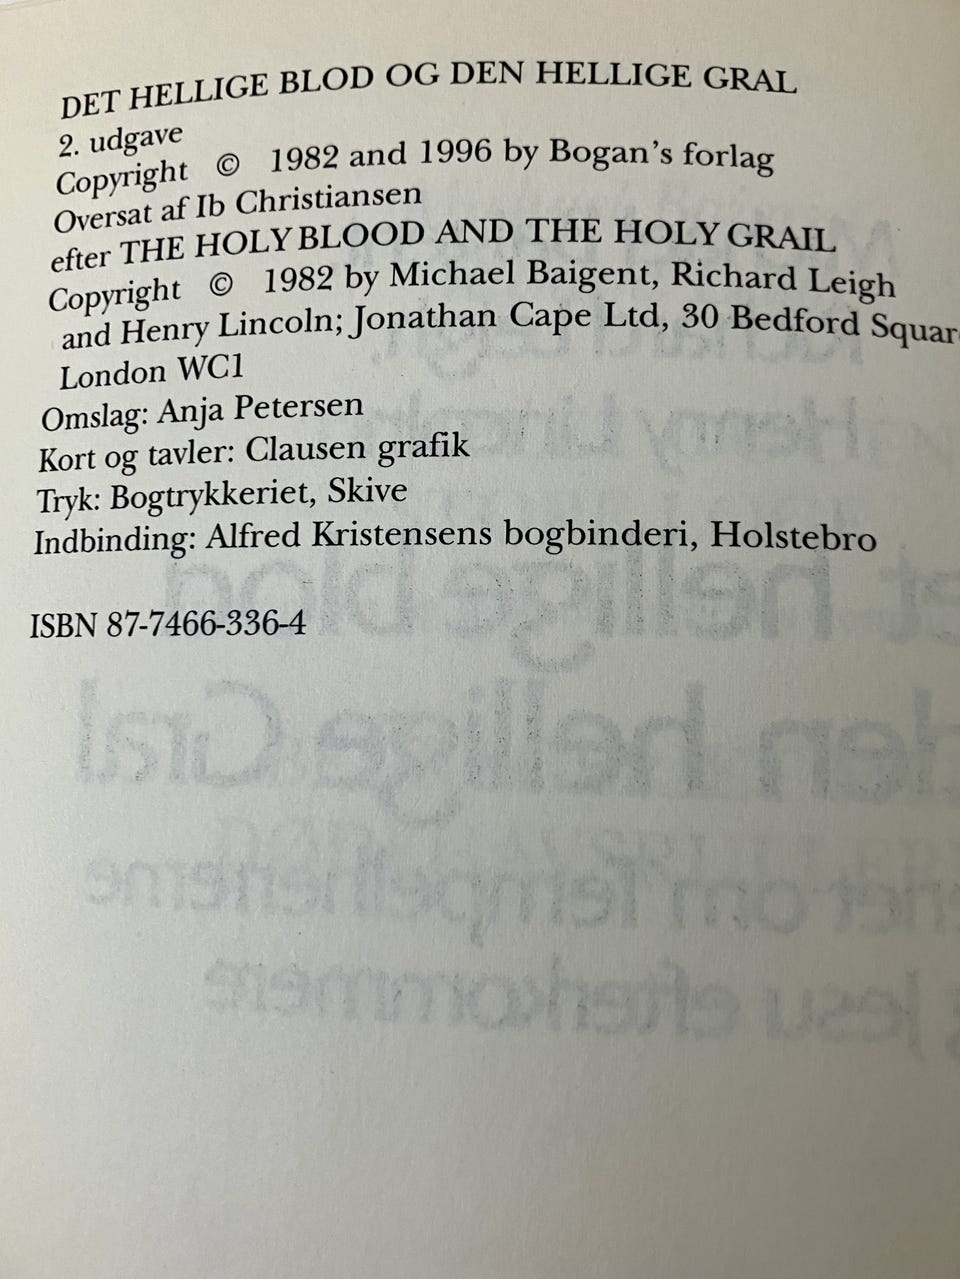 DET HELLIGE BLOD OG DEN HELLIGE GRAL
2. udgave
Copyright © 1982 and 1996 by Bogan's forlag
Oversat af Ib Christiansen
efter THE HOLY BLOOD AND THE HOLY GRAIL
Copyright © 1982 by Michael Baigent, Richard Leigh
and Henry Lincoln; Jonathan Cape Ltd, 30 Bedford Squar
London WC1
Omslag: Anja Petersen
Kort og tavler: Clausen grafik
Tryk: Bogtrykkeriet, Skive
Indbinding: Alfred Kristensens bogbinderi, Holstebro
ISBN 87-7466-336-4